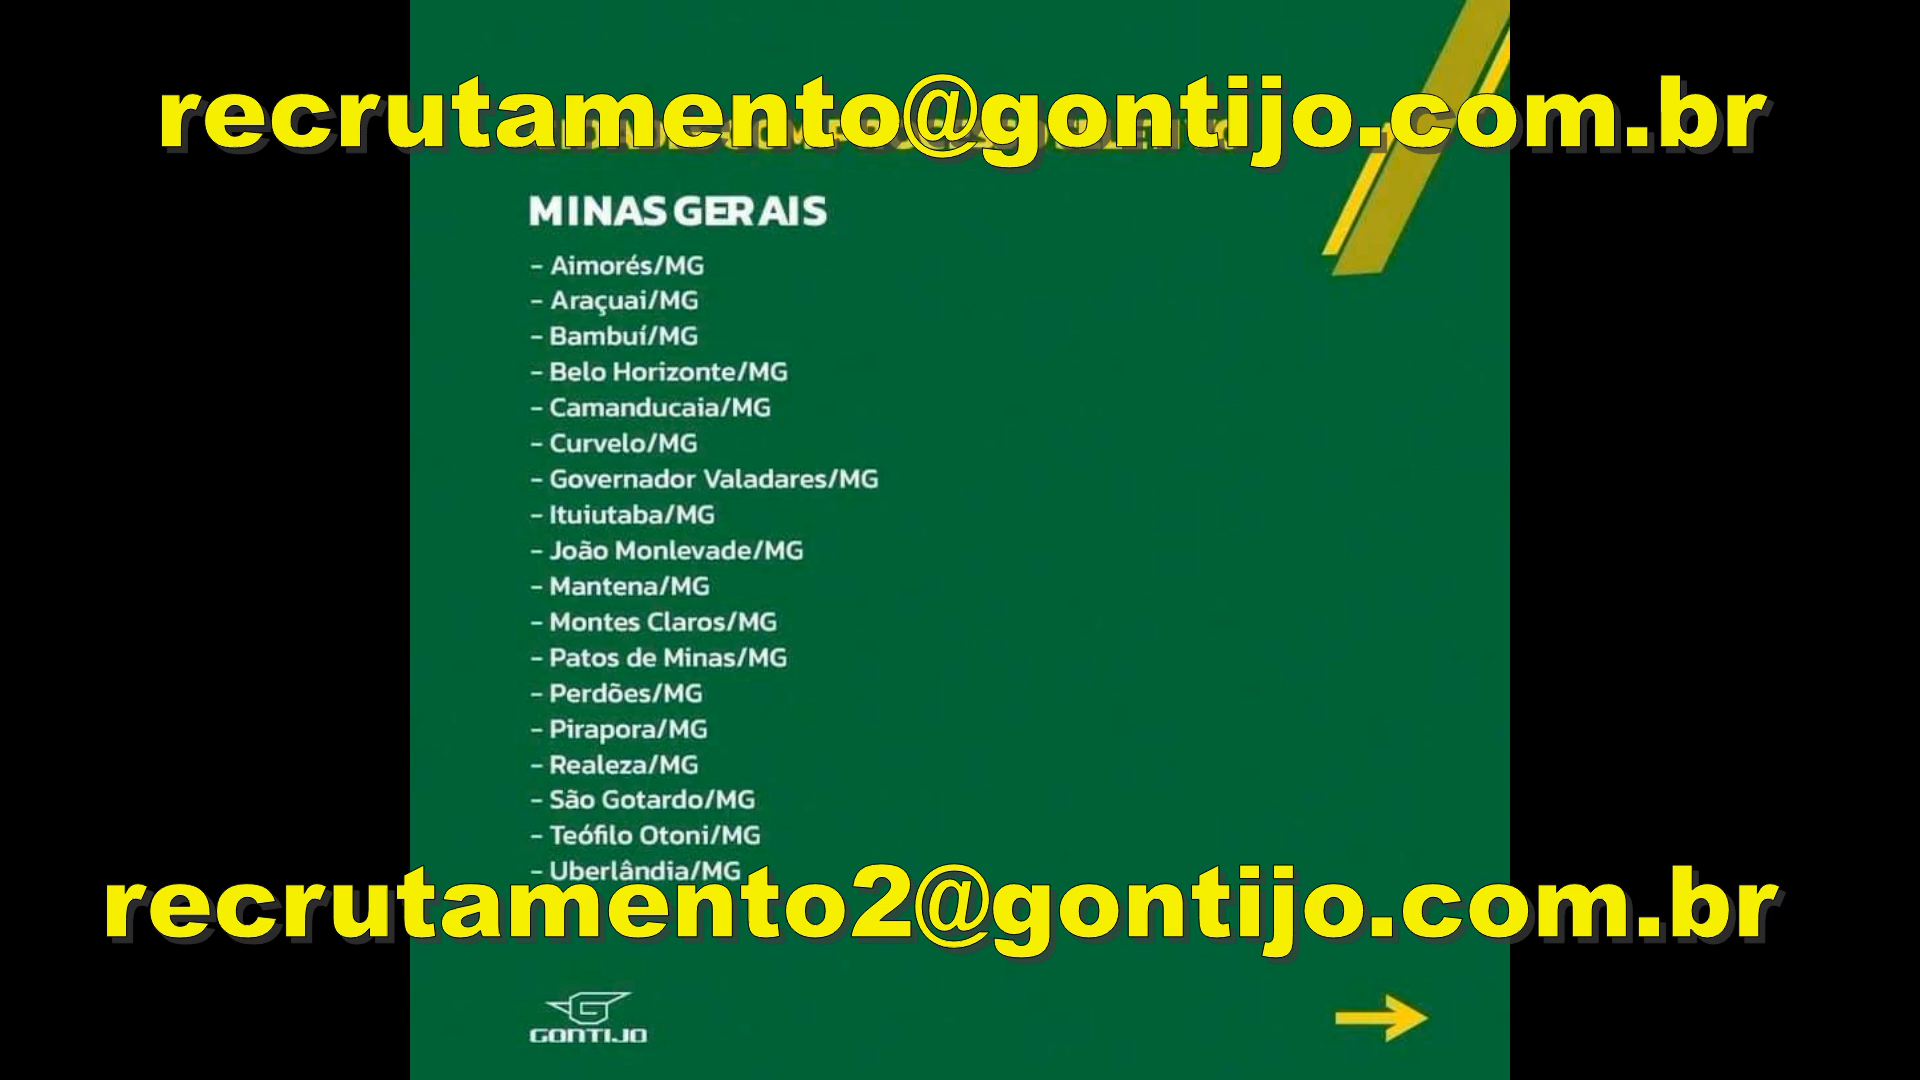 recrutamento@gontijo.com.br
MINAS GERAIS
- Aimorés/MG
- Araçuai/MG
- Bambuí/MG
- Belo Horizonte/MG
- Camanducaia/MG
- Curvelo/MG
- Governador Valadares/MG
- Ituiutaba/MG
- João Monlevade/MG
- Mantena/MG
- Montes Claros/MG
- Patos de Minas/MG
- Perdões/MG
- Pirapora/MG
- Realeza/MG
- São Gotardo/MG
- Teófilo Otoni/MG
- Uberlândia/MG
recrutamento2@gontijo.com.br
GONTIJO